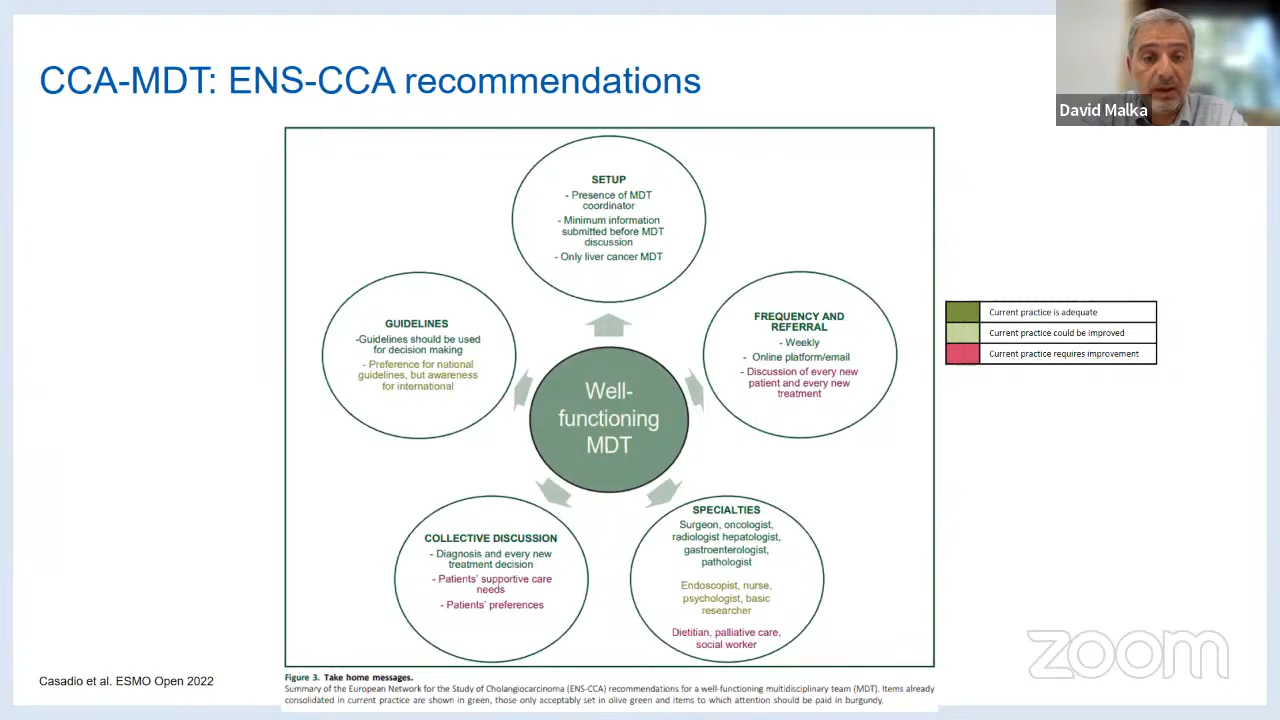 CCA-MDT: ENS-CCA recommendations
David Malka
SETUP
- Presence of MDT
coordinator
- Minimum information
submitted before MDT
discussion
- Only liver cancer MDT
GUIDELINES
-Guidelines should be used
for decision making
- Preference for national
guidelines, but awareness
for international
FREQUENCY AND
REFERRAL
- Weekly
- Online platform/email
- Discussion of every new
patient and every new
treatment
Current practice is adequate
Current practice could be improved
Current practice requires improvement
Well-
functioning
MDT
COLLECTIVE DISCUSSION
- Diagnosis and every new
treatment decision
- Patients' supportive care
needs
- Patients' preferences
SPECIALTIES
Surgeon, oncologist,
radiologist hepatologist,
gastroenterologist,
pathologist
Endoscopist, nurse,
psychologist, basic
researcher
Dietitian, palliative care,
social worker
zoom
Casadio et al. ESMO Open 2022
Figure 3. Take home messages.
Summary of the European Network for the Study of Cholangiocarcinoma (ENS-CCA) recommendations for a well-functioning multidisciplinary team (MDT). Items already
consolidated in current practice are shown in green, those only acceptably set in olive green and items to which attention should be paid in burgundy.